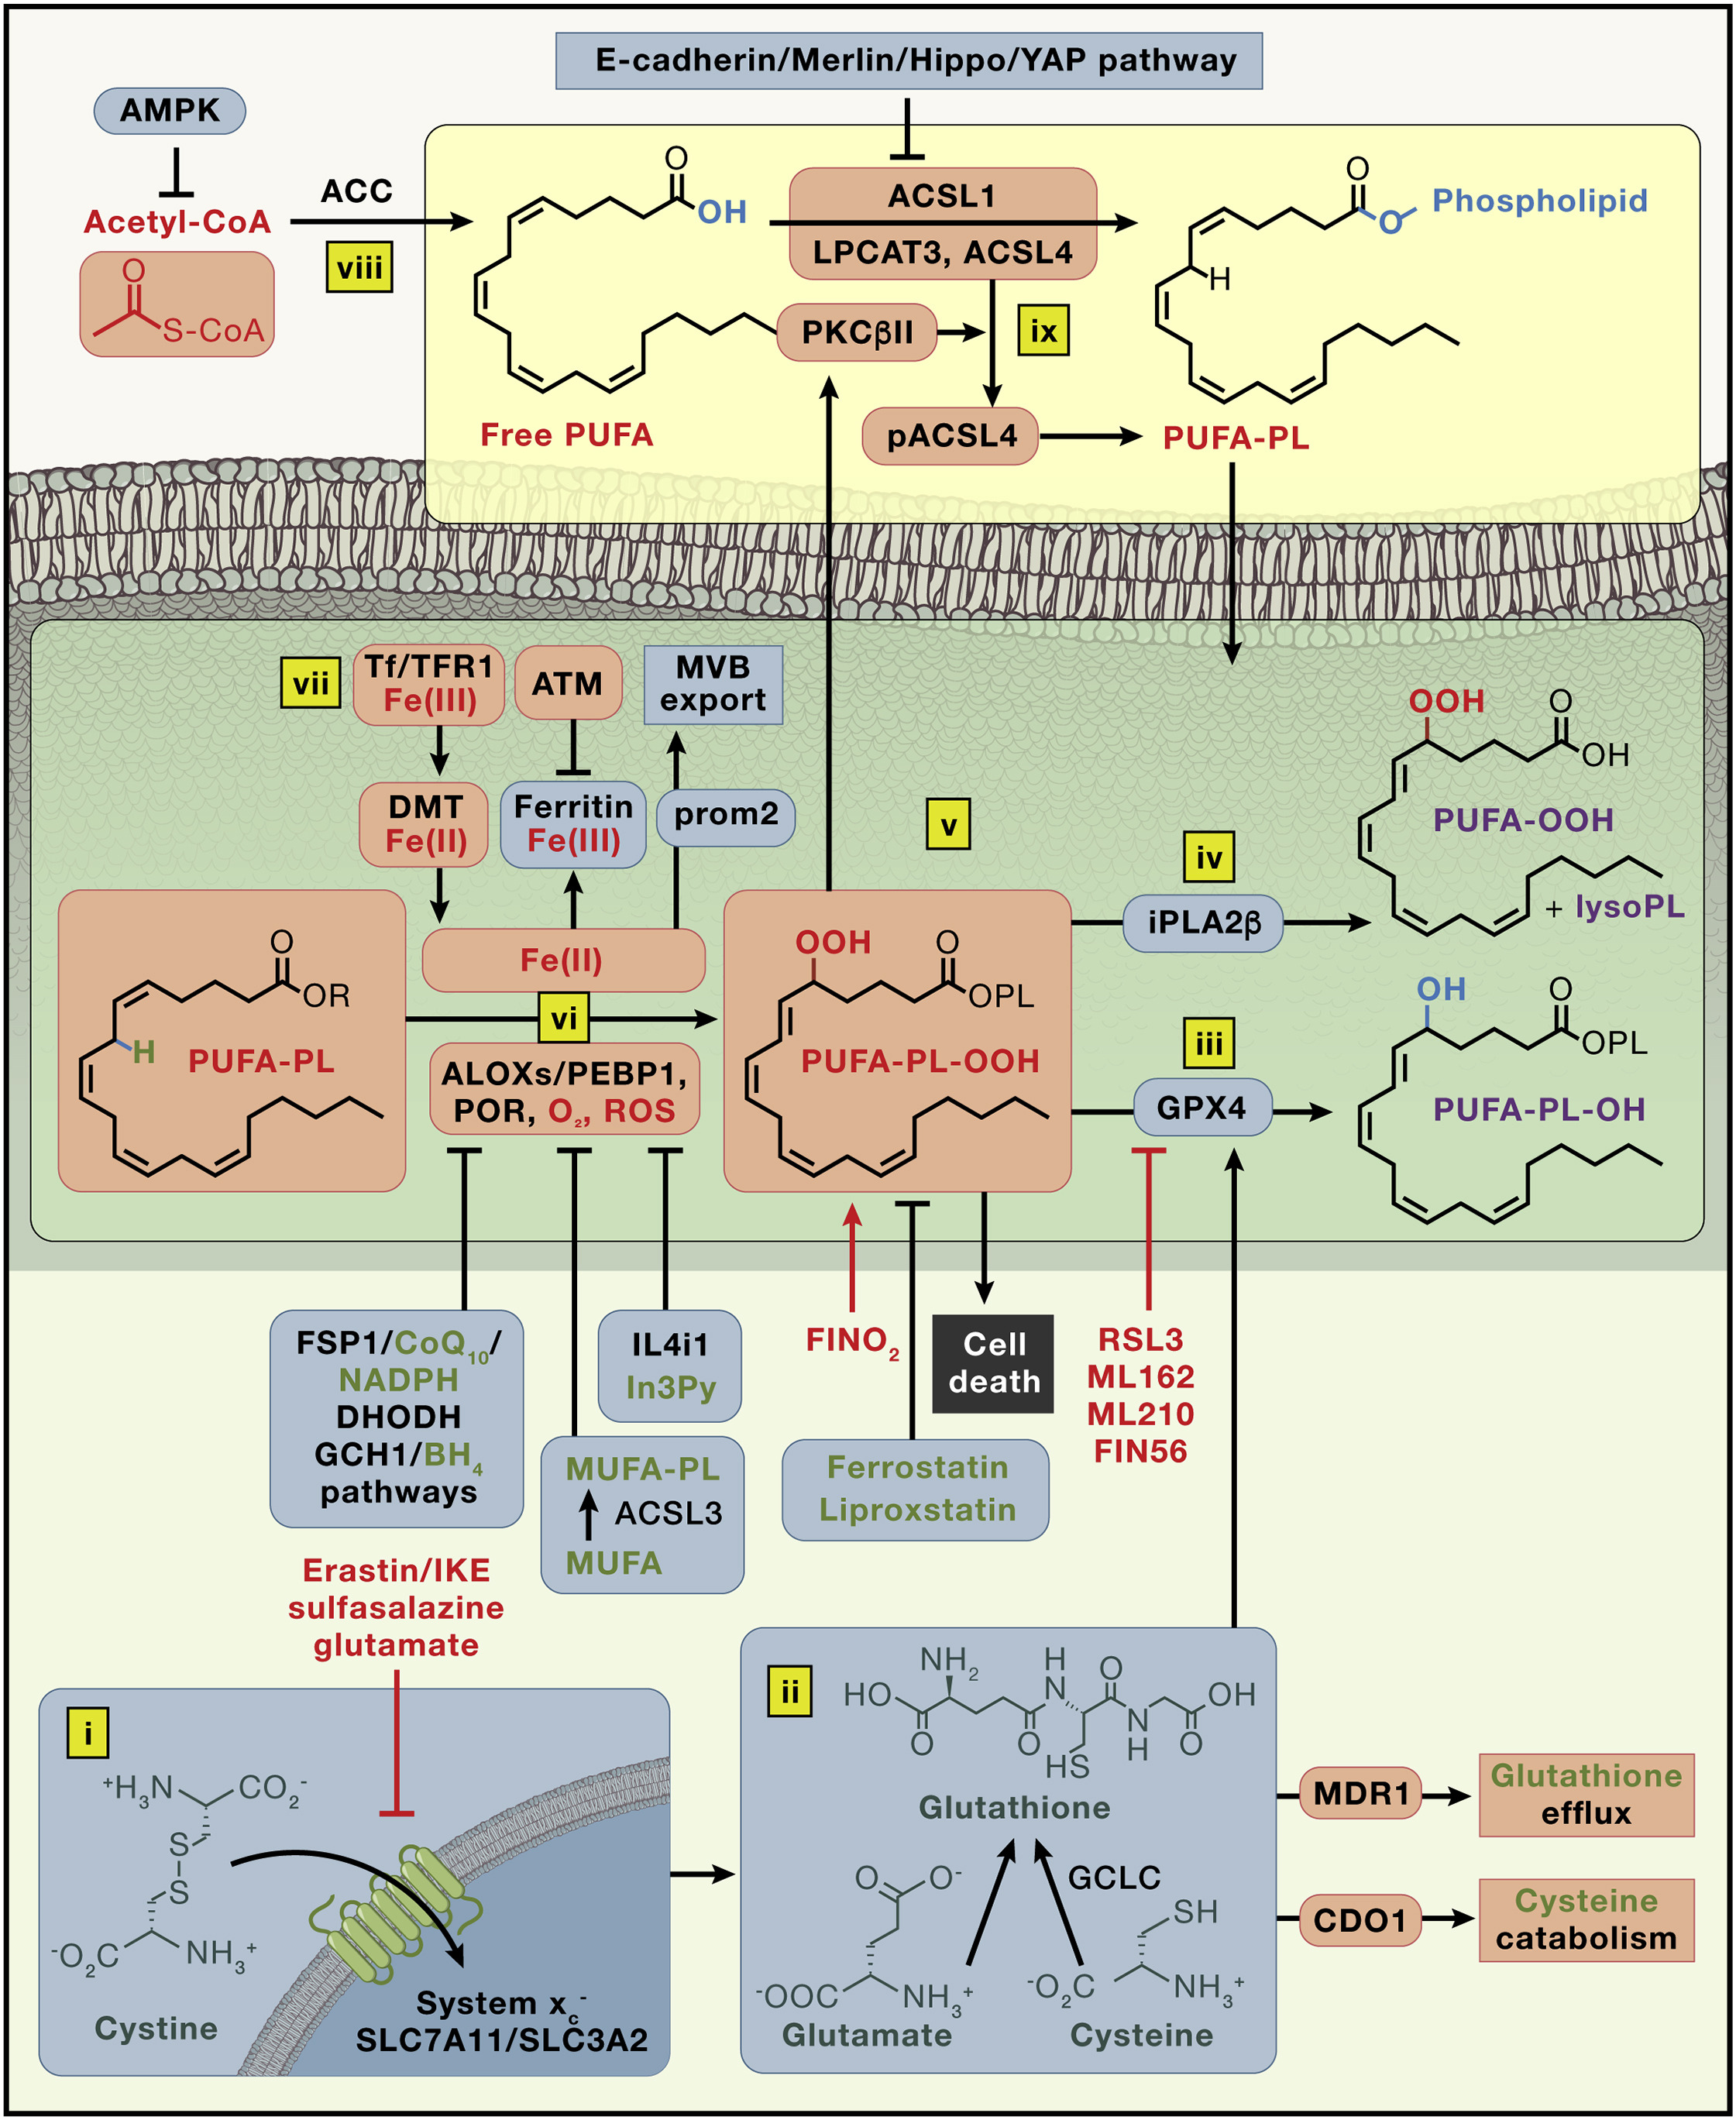 E-cadherin/Merlin/Hippo/YAP pathway
AMPK
Acetyl-CoA
O
S-CoA
ACC
viii
O
OH
Free PUFA
ACSL1
LPCAT3, ACSL4
PKCβII
ix
pACSL4
O
O
Phospholipid
H
PUFA-PL
vii
Tf/TFR1
Fe(III)
ATM
MVB
export
DMT
Fe(II)
Ferritin
Fe(III)
prom2
Fe(II)
O
OR
H
PUFA-PL
vi
ALOXs/PEBP1,
POR, O₂, ROS
v
OOH
O
OPL
PUFA-PL-OOH
iv
iPLA2β
OOH
O
OH
PUFA-OOH
+ lysoPL
iii
GPX4
OH
O
OPL
PUFA-PL-OH
FSP1/CoQ₁₀/
NADPH
DHODH
GCH1/BH₄
pathways
IL4i1
In3Py
MUFA-PL
ACSL3
MUFA
FINO₂
Cell
death
Ferrostatin
Liproxstatin
RSL3
ML162
ML210
FIN56
Erastin/IKE
sulfasalazine
glutamate
i
⁺H₃N
CO₂⁻
S
S
⁻O₂C
NH₃⁺
Cystine
System x꜀⁻
SLC7A11/SLC3A2
ii
NH₂
H
N
O
HO
OH
O
O
N
H
O
HS
Glutathione
GCLC
O
O⁻
⁻OOC
NH₃⁺
Glutamate
SH
⁻O₂C
NH₃⁺
Cysteine
MDR1
Glutathione
efflux
CDO1
Cysteine
catabolism